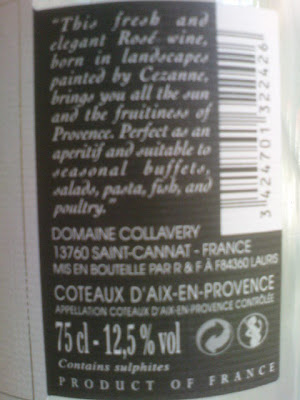 "This fresh and
elegant Rosé wine,
born in landscapes
painted by Cezanne,
brings you all the sun
and the fruitiness of
Provence. Perfect as an
aperitif and suitable to
seasonal buffets,
salads, pasta, fish, and
poultry."
DOMAINE COLLAVERY
13760 SAINT-CANNAT - FRANCE
MIS EN BOUTEILLE PAR R & F À F84360 LAURIS
COTEAUX D'AIX-EN-PROVENCE
APPELLATION COTEAUX D'AIX-EN-PROVENCE CONTRÔLÉE
75 cl - 12,5 % vol
Contains sulphites
PRODUCT OF FRANCE
3 424701 322426